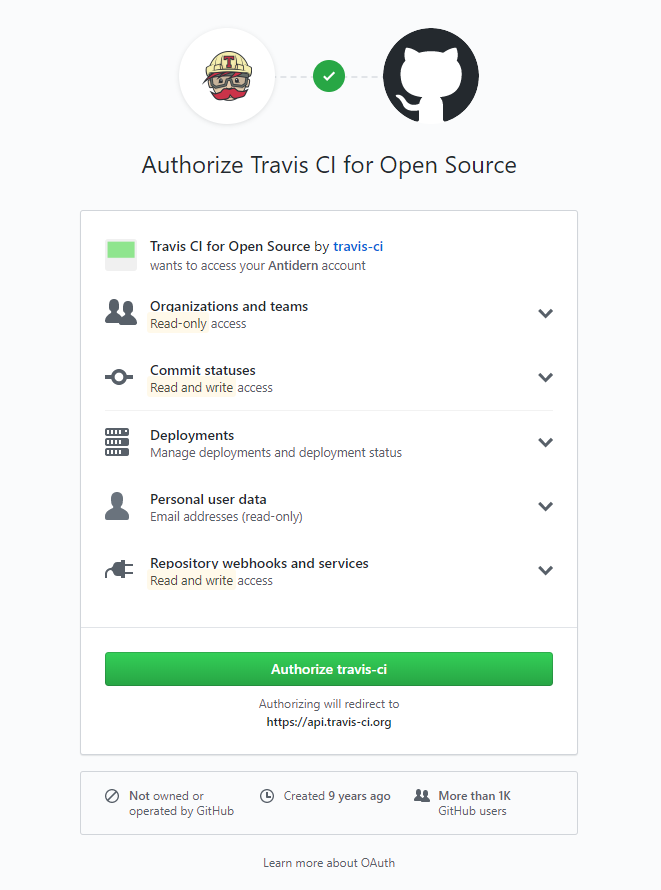 T
Authorize Travis CI for Open Source
Travis CI for Open Source by travis-ci
wants to access your Antidern account
Organizations and teams
Read-only access
Commit statuses
Read and write access
Deployments
Manage deployments and deployment status
Personal user data
Email addresses (read-only)
Repository webhooks and services
Read and write access
Authorize travis-ci
Authorizing will redirect to
https://api.travis-ci.org
Not owned or
operated by GitHub
Created 9 years ago
More than 1K
GitHub users
Learn more about OAuth